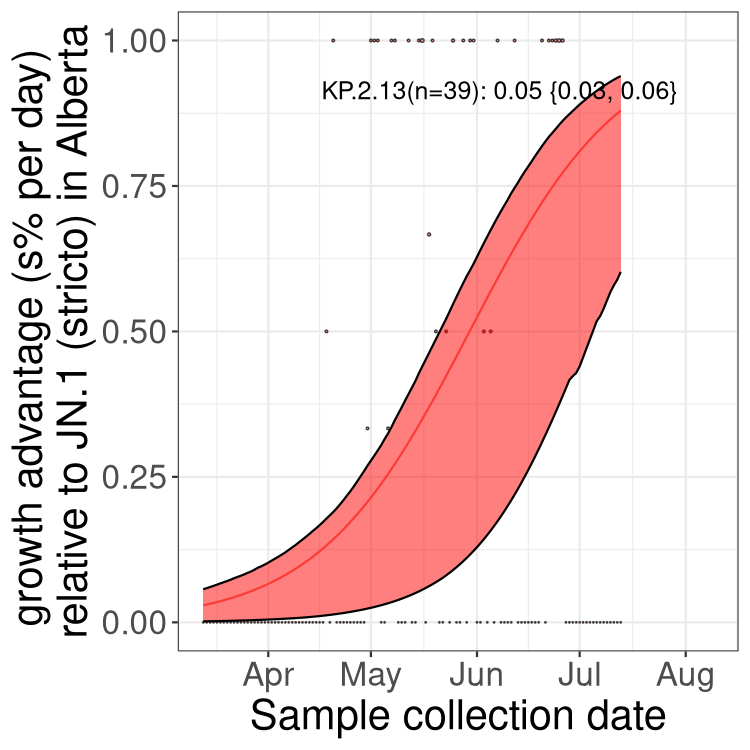 growth advantage (s% per day)
relative to JN.1 (stricto) in Alberta
1.00
0.75
0.50
0.25
0.00
KP.2.13(n=39): 0.05 {0.03, 0.06}
Apr May Jun Jul Aug
Sample collection date